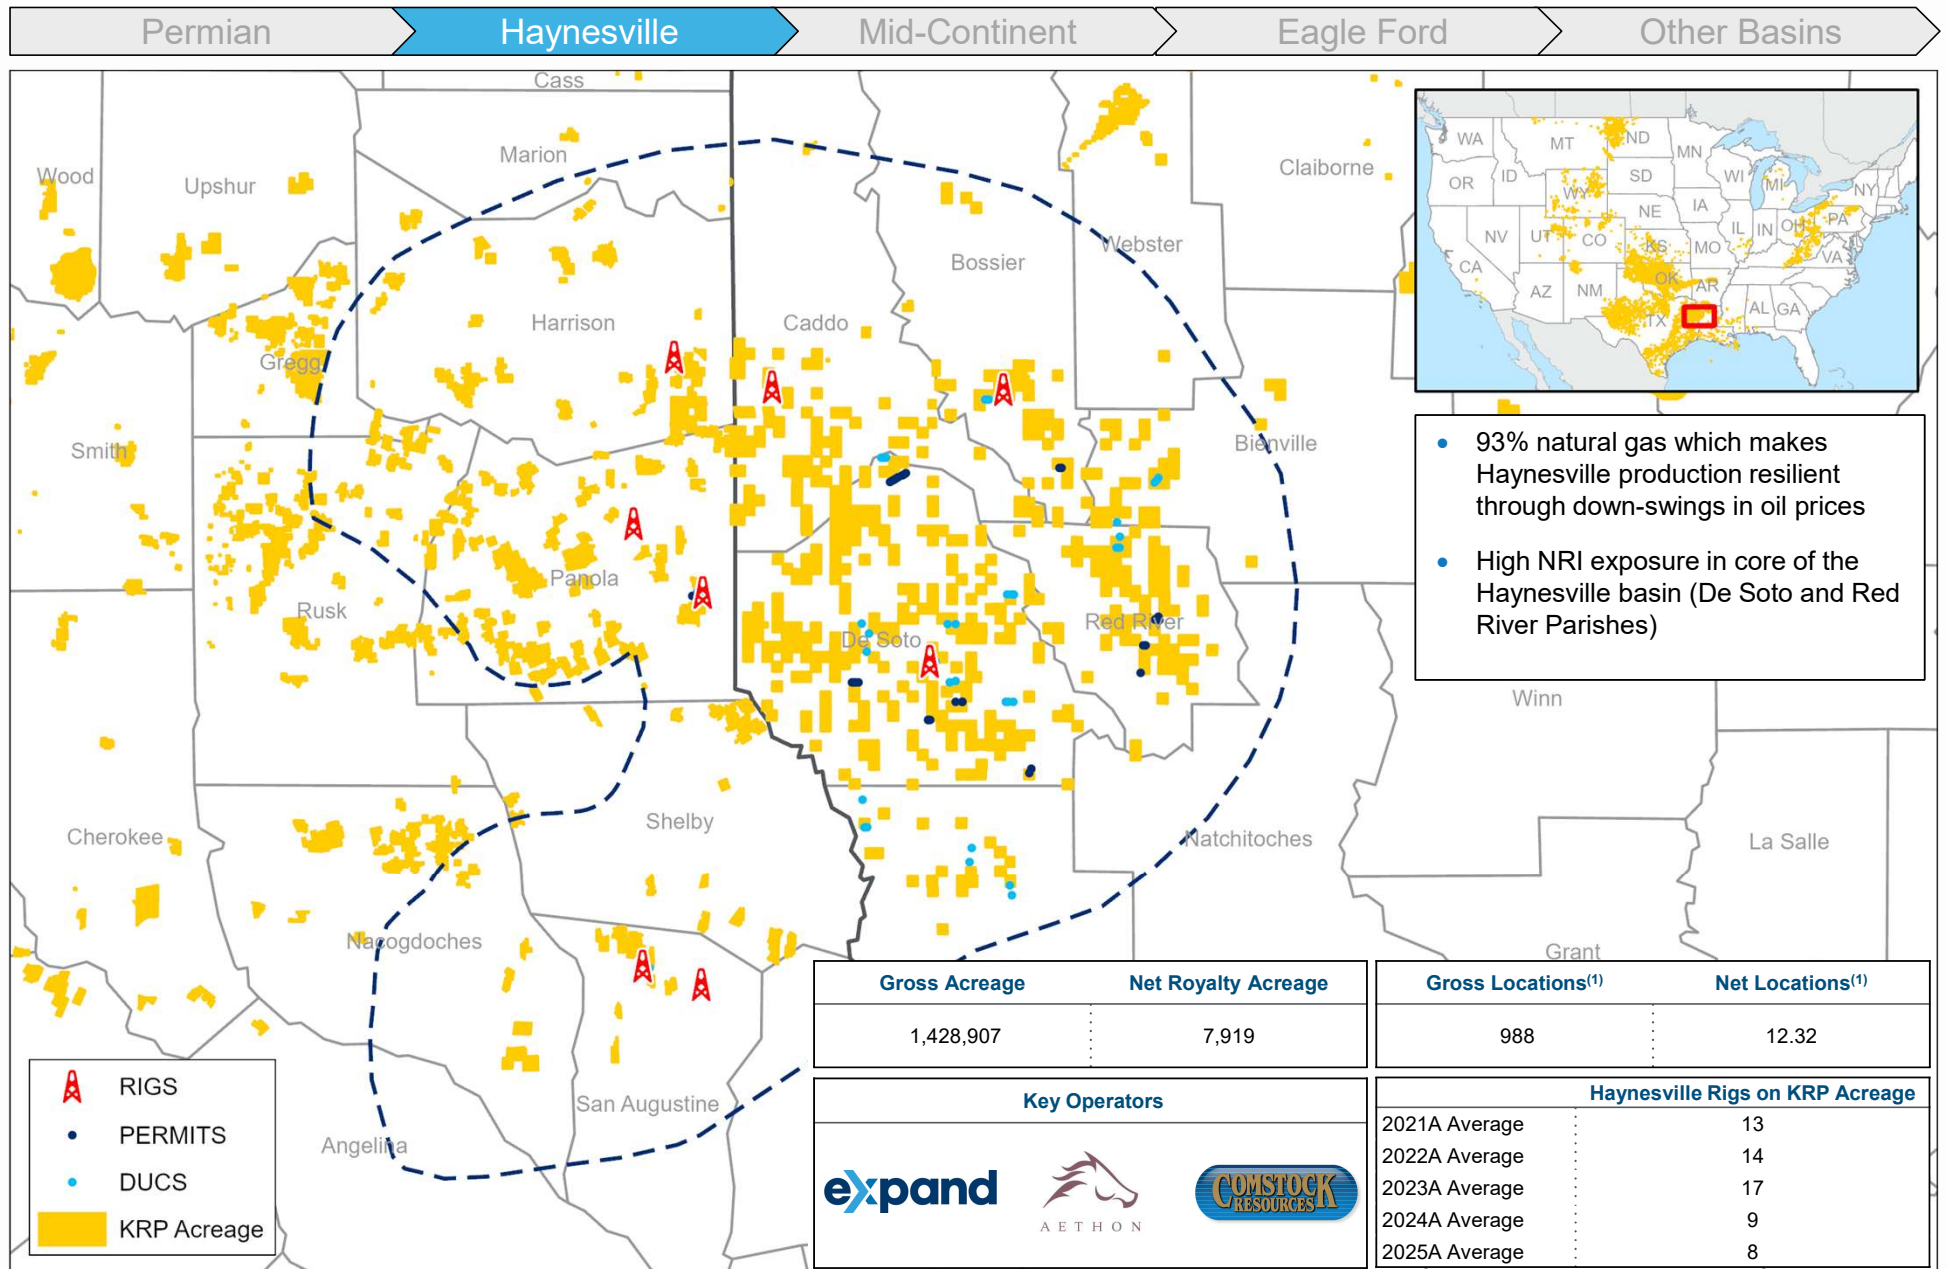 Permian
Haynesville
Mid-Continent
Eagle Ford
Other Basins
Cass
Marion
Wood
Upshur
Claiborne
Webster
Bossier
Harrison
Caddo
Gregg
Smith
Bienville
Panola
Rusk
De Soto
Red River
Winn
Shelby
Cherokee
Natchitoches
La Salle
Nacogdoches
Grant
San Augustine
Angelina
WA
MT
ND
MN
OR
ID
SD
WI
MI
NY
WY
IA
NE
IL
IN
OH
PA
NV
UT
CO
KS
MO
VA
CA
AZ
NM
OK
AR
TX
AL
GA
• 93% natural gas which makes
Haynesville production resilient
through down-swings in oil prices
• High NRI exposure in core of the
Haynesville basin (De Soto and Red
River Parishes)
Gross Acreage Net Royalty Acreage
1,428,907 7,919
Gross Locations(1) Net Locations(1)
988 12.32
Key Operators
expand
AETHON
COMSTOCK
RESOURCES
Haynesville Rigs on KRP Acreage
2021A Average 13
2022A Average 14
2023A Average 17
2024A Average 9
2025A Average 8
RIGS
PERMITS
DUCS
KRP Acreage